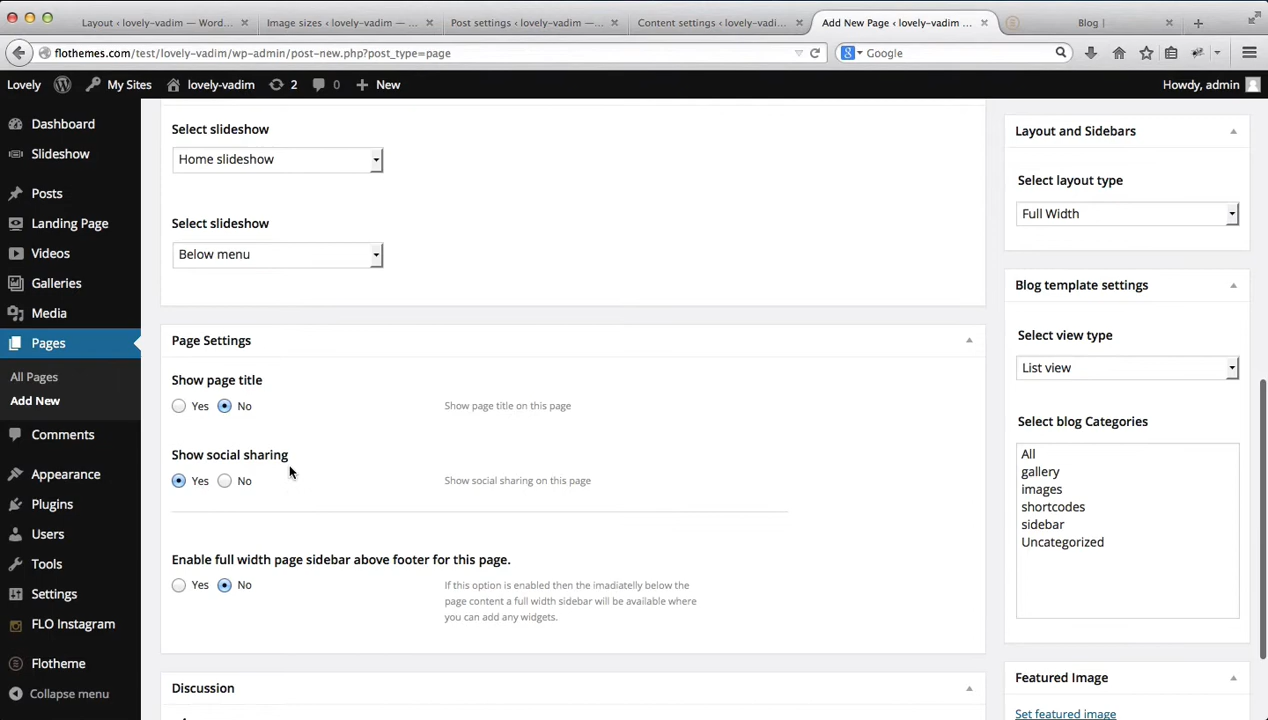 Layout ‹ lovely-vadim — Word...
Image sizes ‹ lovely-vadim — ...
Post settings ‹ lovely-vadim —...
Content settings ‹ lovely-vadi...
Add New Page ‹ lovely-vadim ...
Blog |
flothemes.com/test/lovely-vadim/wp-admin/post-new.php?post_type=page
Google
Lovely
My Sites
lovely-vadim
2
0
New
Howdy, admin
Dashboard
Slideshow
Posts
Landing Page
Videos
Galleries
Media
Pages
All Pages
Add New
Comments
Appearance
Plugins
Users
Tools
Settings
FLO Instagram
Flotheme
Collapse menu
Select slideshow
Home slideshow
Select slideshow
Below menu
Page Settings
Show page title
Yes No
Show page title on this page
Show social sharing
Yes No
Show social sharing on this page
Enable full width page sidebar above footer for this page.
Yes No
If this option is enabled then the imadiatelly below the
page content a full width sidebar will be available where
you can add any widgets.
Discussion
Layout and Sidebars
Select layout type
Full Width
Blog template settings
Select view type
List view
Select blog Categories
All
gallery
images
shortcodes
sidebar
Uncategorized
Featured Image
Set featured image